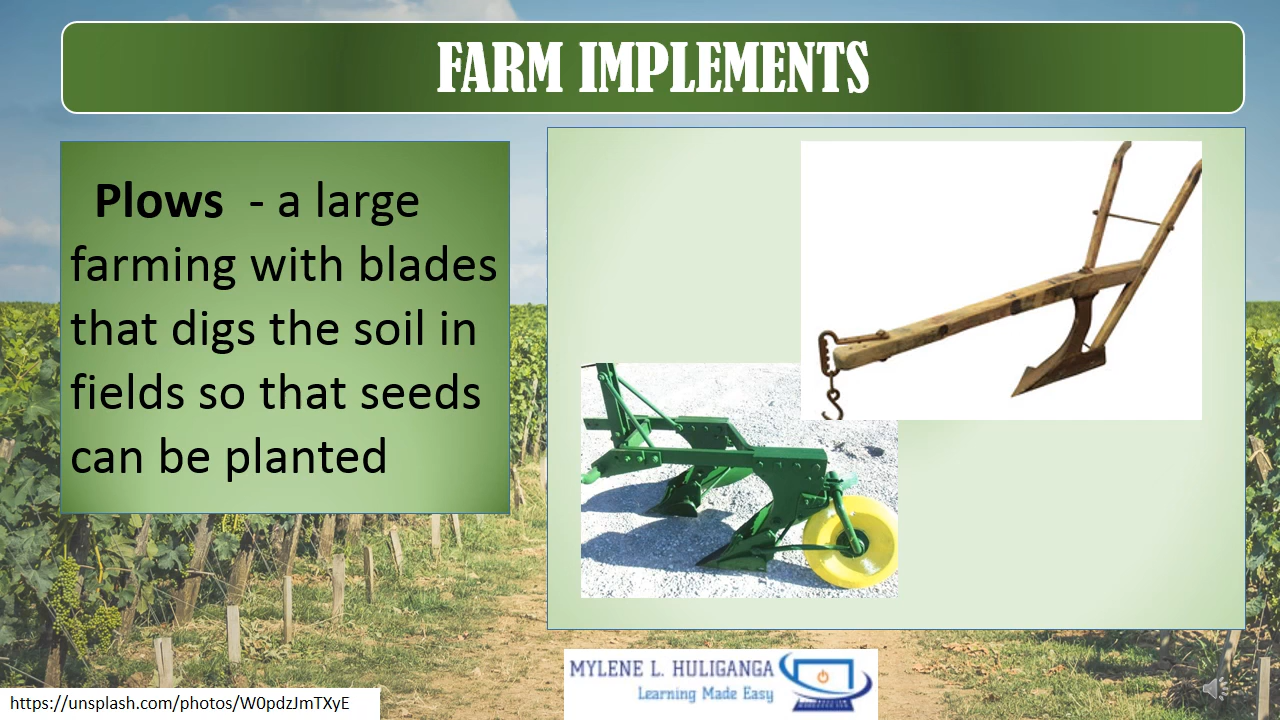 FARM IMPLEMENTS
Plows - a large
farming with blades
that digs the soil in
fields so that seeds
can be planted
MYLENE L. HULIGANGA
Learning Made Easy
https://unsplash.com/photos/W0pdzJmTXyE